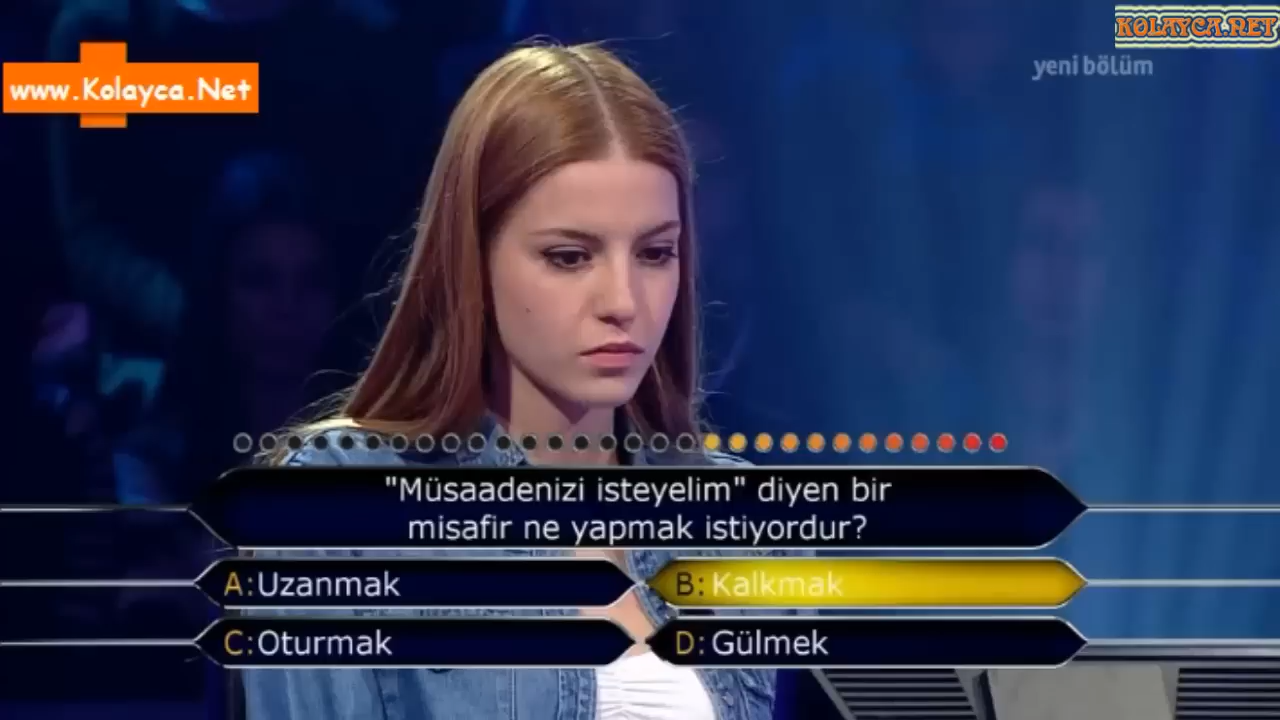 KOLAYCA.NET
yeni bölüm
www.Kolayca.Net
"Müsaadenizi isteyelim" diyen bir
misafir ne yapmak istiyordur?
A: Uzanmak
B: Kalkmak
C: Oturmak
D: Gülmek